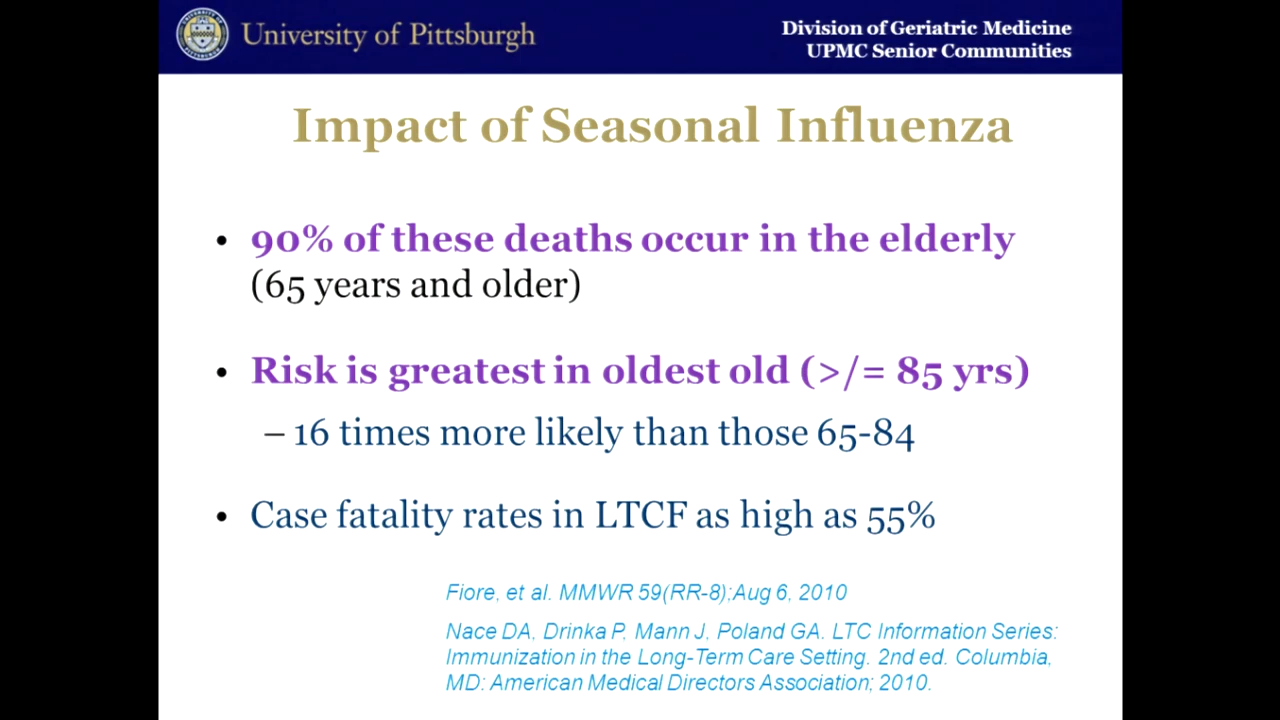 University of Pittsburgh
Division of Geriatric Medicine
UPMC Senior Communities
Impact of Seasonal Influenza
• 90% of these deaths occur in the elderly
(65 years and older)
• Risk is greatest in oldest old (>/= 85 yrs)
– 16 times more likely than those 65-84
• Case fatality rates in LTCF as high as 55%
Fiore, et al. MMWR 59(RR-8);Aug 6, 2010
Nace DA, Drinka P, Mann J, Poland GA. LTC Information Series:
Immunization in the Long-Term Care Setting. 2nd ed. Columbia,
MD: American Medical Directors Association; 2010.